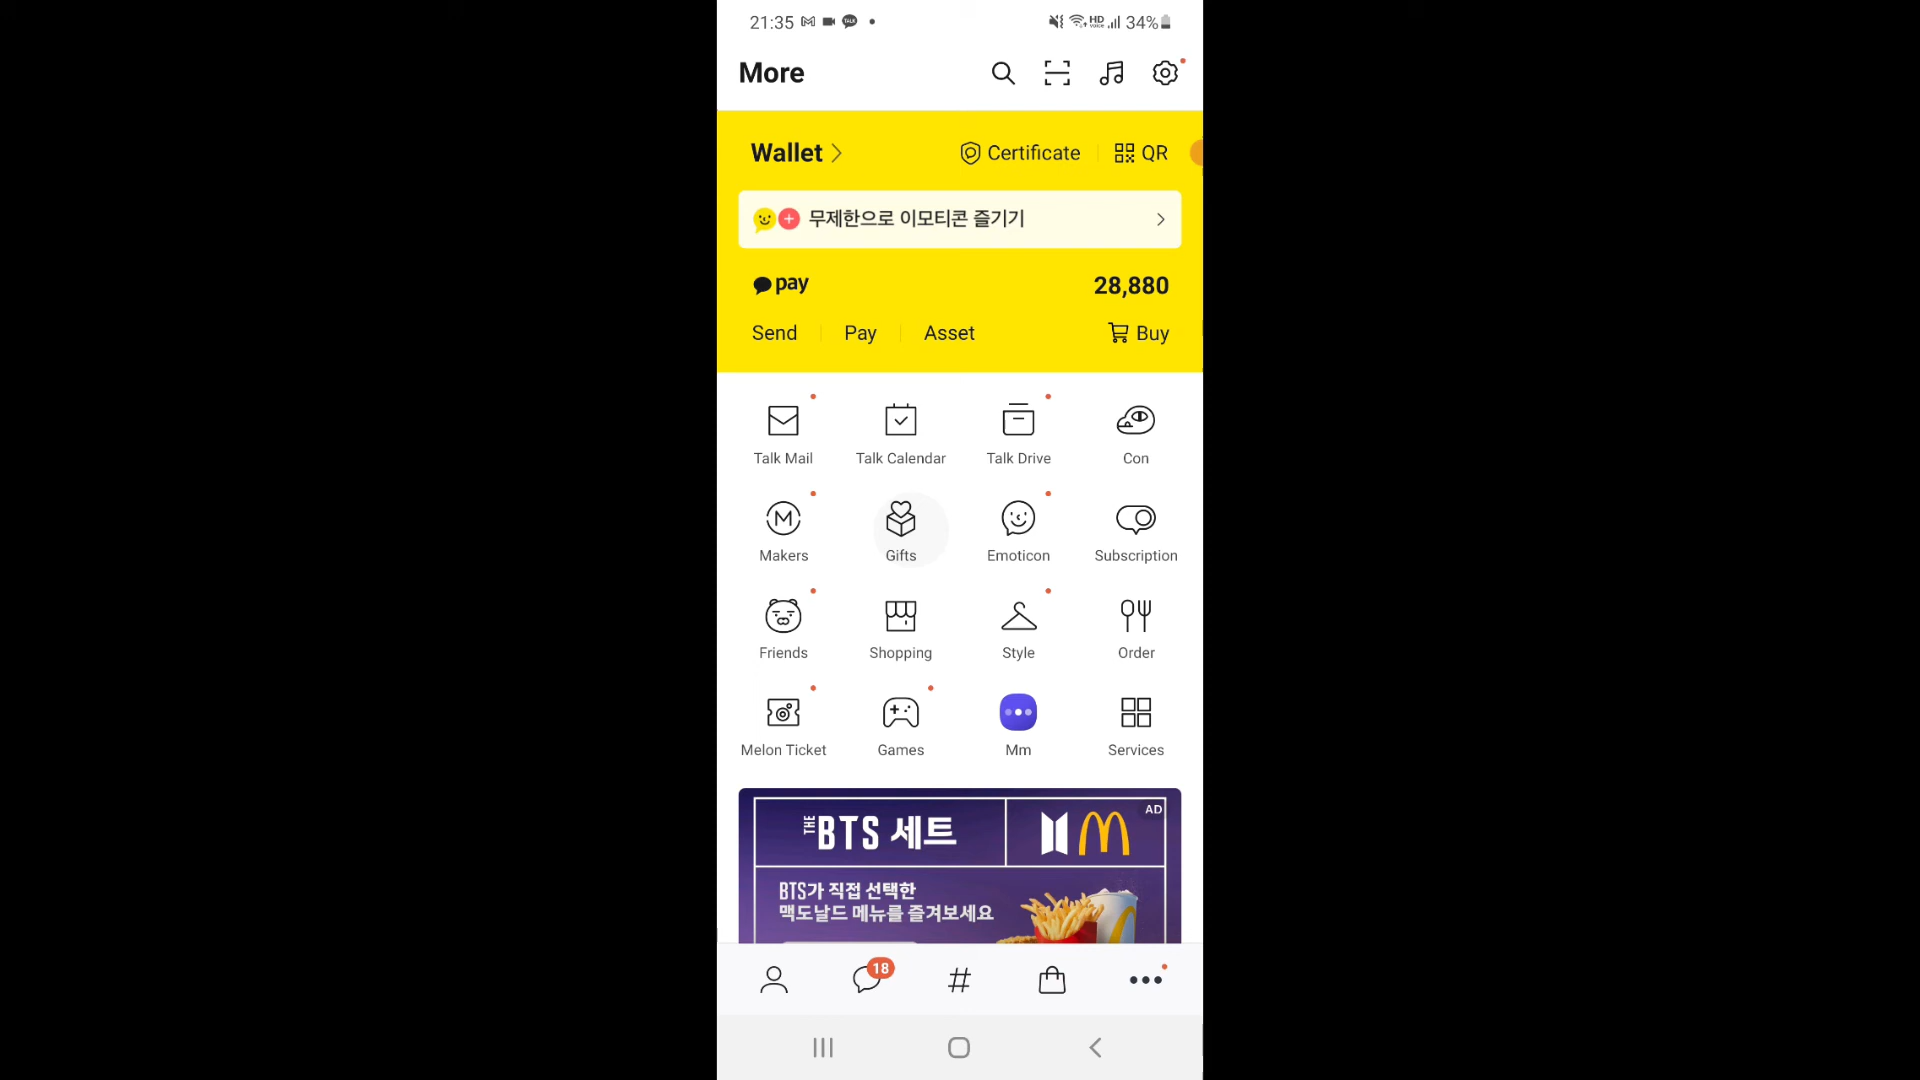 21:35 TALK HD VOICE 34%
More
Wallet Certificate QR
무제한으로 이모티콘 즐기기
pay 28,880
Send Pay Asset Buy
Talk Mail Talk Calendar Talk Drive Con
Makers Gifts Emoticon Subscription
Friends Shopping Style Order
Melon Ticket Games Mm Services
AD
THE BTS 세트
BTS가 직접 선택한
맥도날드 메뉴를 즐겨보세요
18